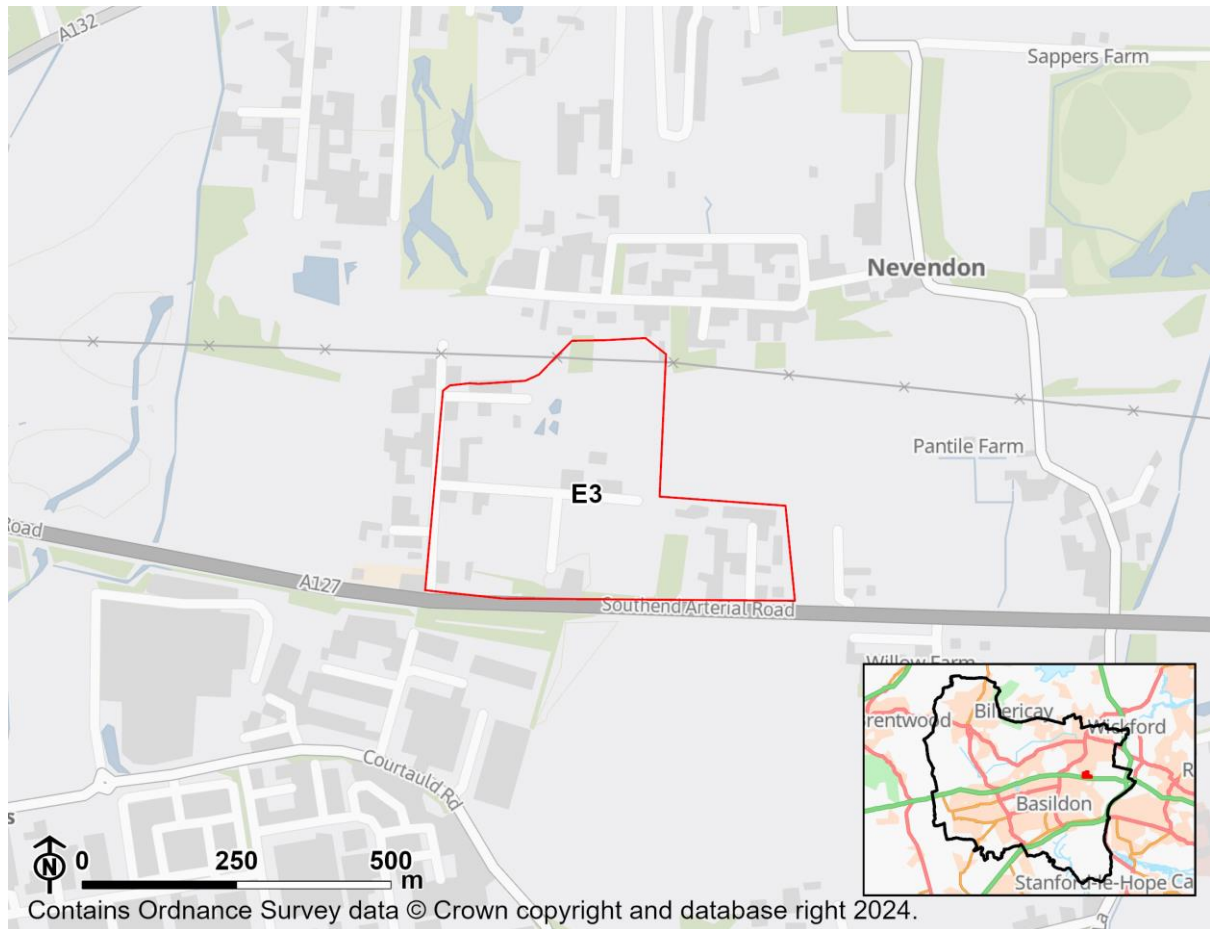 A132
Sappers Farm
Nevendon
Pantile Farm
E3
Road
A127
Southend Arterial Road
Willow Farm
Courtauld Rd
s
N
0 250 500
m
Brentwood
Billericay
Wickford
R
Basildon
Stanford-le-Hope Ca
a
Contains Ordnance Survey data © Crown copyright and database right 2024.